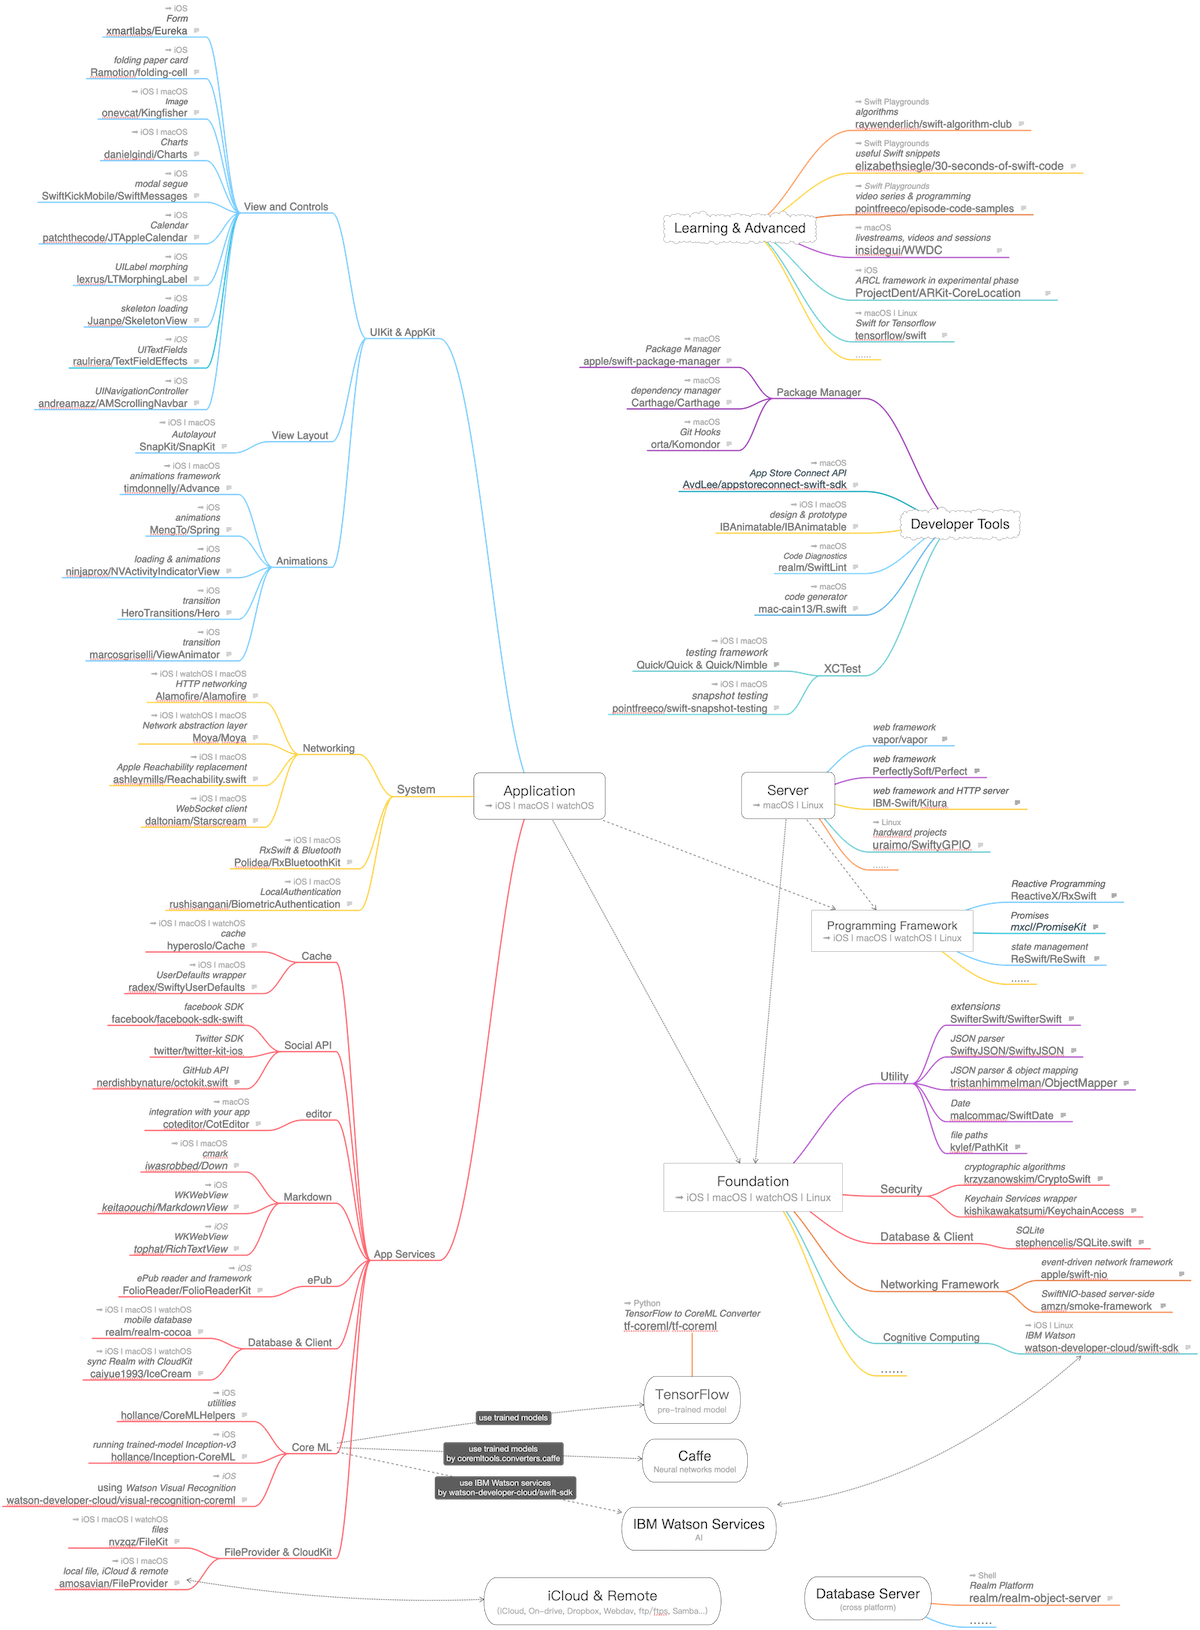 ➞ iOS
Form
xmartlabs/Eureka
➞ iOS
folding paper card
Ramotion/folding-cell
➞ iOS | macOS
Image
onevcat/Kingfisher
➞ iOS | macOS
Charts
danielgindi/Charts
➞ iOS
modal segue
SwiftKickMobile/SwiftMessages
➞ iOS
Calendar
patchthecode/JTAppleCalendar
➞ iOS
UILabel morphing
lexrus/LTMorphingLabel
➞ iOS
skeleton loading
Juanpe/SkeletonView
➞ iOS
UITextFields
raulriera/TextFieldEffects
➞ iOS
UINavigationController
andreamazz/AMScrollingNavbar
View and Controls
➞ iOS | macOS
Autolayout
SnapKit/SnapKit
View Layout
➞ iOS | macOS
animations framework
timdonnelly/Advance
➞ iOS
animations
MengTo/Spring
➞ iOS
loading & animations
ninjaprox/NVActivityIndicatorView
➞ iOS
transition
HeroTransitions/Hero
➞ iOS
transition
marcosgriselli/ViewAnimator
Animations
UIKit & AppKit
➞ iOS | watchOS | macOS
HTTP networking
Alamofire/Alamofire
➞ iOS | watchOS | macOS
Network abstraction layer
Moya/Moya
➞ iOS | macOS
Apple Reachability replacement
ashleymills/Reachability.swift
➞ iOS | macOS
WebSocket client
daltoniam/Starscream
Networking
➞ iOS | macOS
RxSwift & Bluetooth
Polidea/RxBluetoothKit
➞ iOS | macOS
LocalAuthentication
rushisangani/BiometricAuthentication
System
Application
➞ iOS | macOS | watchOS
➞ iOS | macOS | watchOS
cache
hyperoslo/Cache
➞ iOS | macOS
UserDefaults wrapper
radex/SwiftyUserDefaults
Cache
facebook SDK
facebook/facebook-sdk-swift
Twitter SDK
twitter/twitter-kit-ios
GitHub API
nerdishbynature/octokit.swift
Social API
➞ macOS
integration with your app
coteditor/CotEditor
editor
➞ iOS | macOS
cmark
iwasrobbed/Down
➞ iOS
WKWebView
keitaoouchi/MarkdownView
➞ iOS
WKWebView
tophat/RichTextView
Markdown
➞ iOS
ePub reader and framework
FolioReader/FolioReaderKit
ePub
➞ iOS | macOS | watchOS
mobile database
realm/realm-cocoa
➞ iOS | macOS | watchOS
sync Realm with CloudKit
caiyue1993/IceCream
Database & Client
➞ iOS
utilities
hollance/CoreMLHelpers
➞ iOS
running trained-model Inception-v3
hollance/Inception-CoreML
➞ iOS
using Watson Visual Recognition
watson-developer-cloud/visual-recognition-coreml
Core ML
➞ iOS | macOS | watchOS
files
nvzqz/FileKit
➞ iOS | macOS
local file, iCloud & remote
amosavian/FileProvider
FileProvider & CloudKit
App Services
➞ Swift Playgrounds
algorithms
raywenderlich/swift-algorithm-club
➞ Swift Playgrounds
useful Swift snippets
elizabethsiegle/30-seconds-of-swift-code
➞ Swift Playgrounds
video series & programming
pointfreeco/episode-code-samples
➞ macOS
livestreams, videos and sessions
insidegui/WWDC
➞ iOS
ARCL framework in experimental phase
ProjectDent/ARKit-CoreLocation
➞ macOS | Linux
Swift for Tensorflow
tensorflow/swift
......
Learning & Advanced
➞ macOS
Package Manager
apple/swift-package-manager
➞ macOS
dependency manager
Carthage/Carthage
➞ macOS
Git Hooks
orta/Komondor
Package Manager
➞ macOS
App Store Connect API
AvdLee/appstoreconnect-swift-sdk
➞ iOS | macOS
design & prototype
IBAnimatable/IBAnimatable
➞ macOS
Code Diagnostics
realm/SwiftLint
➞ macOS
code generator
mac-cain13/R.swift
➞ iOS | macOS
testing framework
Quick/Quick & Quick/Nimble
➞ iOS | macOS
snapshot testing
pointfreeco/swift-snapshot-testing
XCTest
Developer Tools
web framework
vapor/vapor
web framework
PerfectlySoft/Perfect
web framework and HTTP server
IBM-Swift/Kitura
➞ Linux
hardward projects
uraimo/SwiftyGPIO
......
Server
➞ macOS | Linux
Programming Framework
➞ iOS | macOS | watchOS | Linux
Reactive Programming
ReactiveX/RxSwift
Promises
mxcl/PromiseKit
state management
ReSwift/ReSwift
......
extensions
SwifterSwift/SwifterSwift
JSON parser
SwiftyJSON/SwiftyJSON
JSON parser & object mapping
tristanhimmelman/ObjectMapper
Date
malcommac/SwiftDate
file paths
kylef/PathKit
Utility
cryptographic algorithms
krzyzanowskim/CryptoSwift
Keychain Services wrapper
kishikawakatsumi/KeychainAccess
Security
Foundation
➞ iOS | macOS | watchOS | Linux
SQLite
stephencelis/SQLite.swift
Database & Client
event-driven network framework
apple/swift-nio
SwiftNIO-based server-side
amzn/smoke-framework
Networking Framework
➞ iOS | Linux
IBM Watson
watson-developer-cloud/swift-sdk
Cognitive Computing
......
➞ Python
TensorFlow to CoreML Converter
tf-coreml/tf-coreml
TensorFlow
pre-trained model
use trained models
Caffe
Neural networks model
use trained models
by coremltools.converters.caffe
use IBM Watson services
by watson-developer-cloud/swift-sdk
IBM Watson Services
AI
iCloud & Remote
(iCloud, On-drive, Dropbox, Webdav, ftp/ftps, Samba...)
Database Server
(cross platform)
➞ Shell
Realm Platform
realm/realm-object-server
......